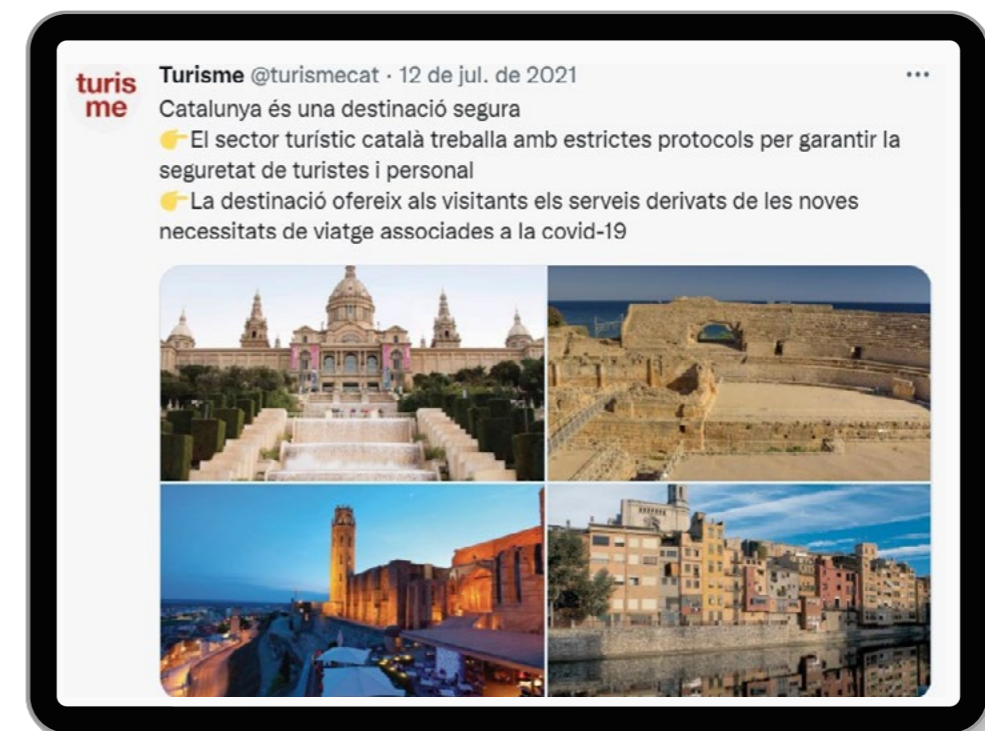 turis
me
Turisme @turismecat · 12 de jul. de 2021
Catalunya és una destinació segura
👉El sector turístic català treballa amb estrictes protocols per garantir la
seguretat de turistes i personal
👉La destinació ofereix als visitants els serveis derivats de les noves
necessitats de viatge associades a la covid-19